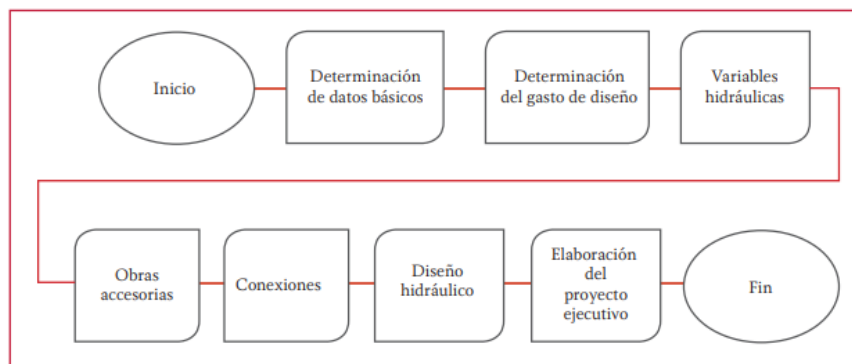 Inicio
Determinación
de datos básicos
Determinación
del gasto de diseño
Variables
hidráulicas
Obras
accesorias
Conexiones
Diseño
hidráulico
Elaboración
del
proyecto
ejecutivo
Fin